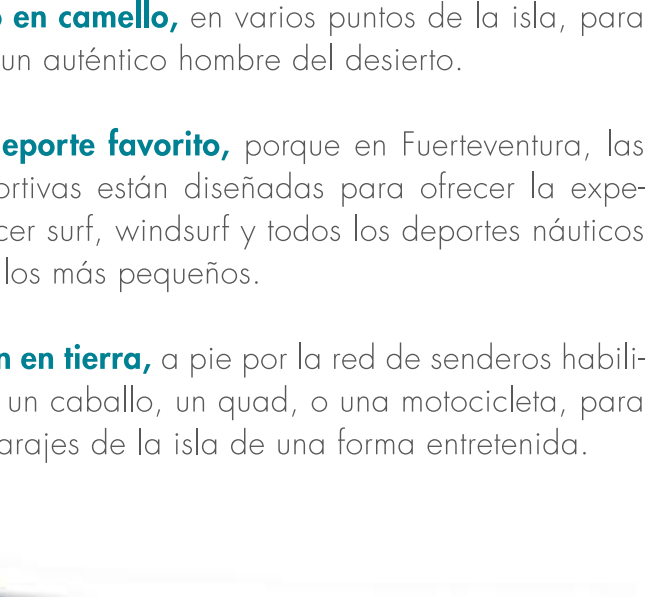 en camello, en varios puntos de la isla, para
un auténtico hombre del desierto.
eporte favorito, porque en Fuerteventura, las
ortivas están diseñadas para ofrecer la expe-
cer surf, windsurf y todos los deportes náuticos
los más pequeños.
n en tierra, a pie por la red de senderos habili-
un caballo, un quad, o una motocicleta, para
arajes de la isla de una forma entretenida.